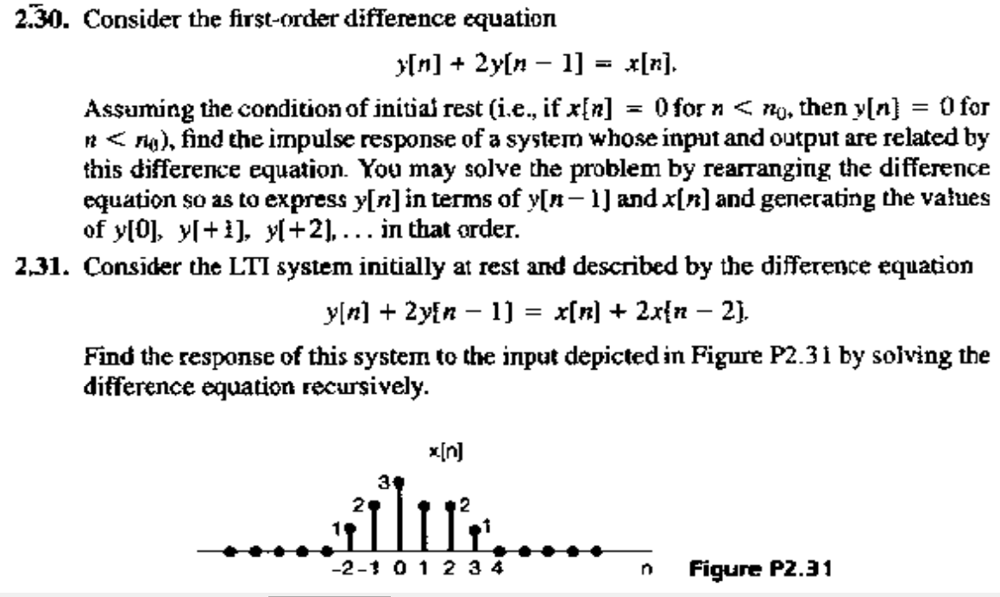 2.30. Consider the first-order difference equation
y[n] + 2y[n − 1] = x[n].
Assuming the condition of initial rest (i.e., if x[n] = 0 for n < n₀, then y[n] = 0 for
n < n₀), find the impulse response of a system whose input and output are related by
this difference equation. You may solve the problem by rearranging the difference
equation so as to express y[n] in terms of y[n − 1] and x[n] and generating the values
of y[0], y[+1], y[+2], ... in that order.
2.31. Consider the LTI system initially at rest and described by the difference equation
y[n] + 2y[n − 1] = x[n] + 2x[n − 2].
Find the response of this system to the input depicted in Figure P2.31 by solving the
difference equation recursively.
x[n]
3
2 2
1 1
-2 -1 0 1 2 3 4 n Figure P2.31